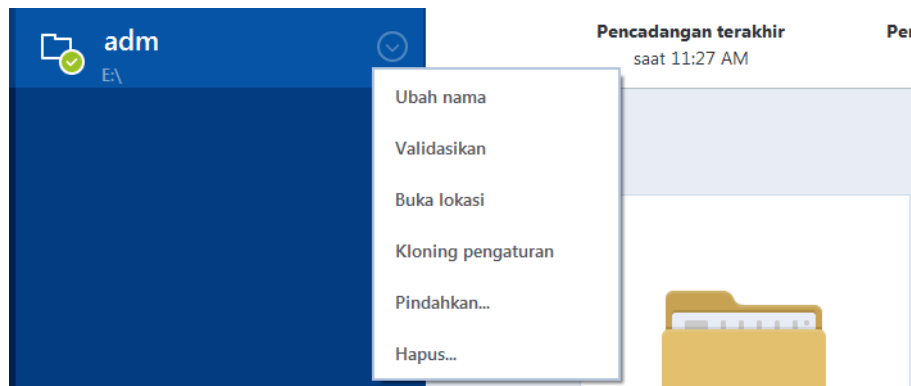 adm
E:\
Pencadangan terakhir
saat 11:27 AM
Ubah nama
Validasikan
Buka lokasi
Kloning pengaturan
Pindahkan...
Hapus...